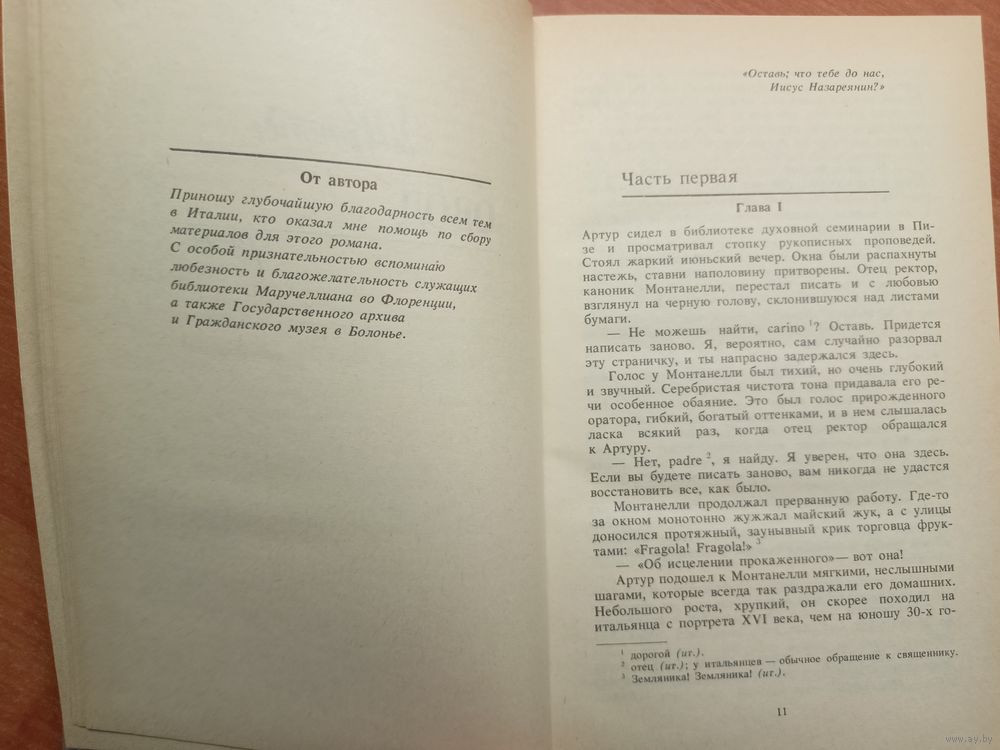 От автора
Приношу глубочайшую благодарность всем тем
в Италии, кто оказал мне помощь по сбору
материалов для этого романа.
С особой признательностью вспоминаю
любезность и благожелательность служащих
библиотеки Маручеллиана во Флоренции,
а также Государственного архива
и Гражданского музея в Болонье.
«Оставь; что тебе до нас,
Иисус Назареянин?»
Часть первая
Глава I
Артур сидел в библиотеке духовной семинарии в Пи-
зе и просматривал стопку рукописных проповедей.
Стоял жаркий июньский вечер. Окна были распахнуты
настежь, ставни наполовину притворены. Отец ректор,
каноник Монтанелли, перестал писать и с любовью
взглянул на черную голову, склонившуюся над листами
бумаги.
— Не можешь найти, carino ¹? Оставь. Придется
написать заново. Я, вероятно, сам случайно разорвал
эту страничку, и ты напрасно задержался здесь.
Голос у Монтанелли был тихий, но очень глубокий
и звучный. Серебристая чистота тона придавала его ре-
чи особенное обаяние. Это был голос прирожденного
оратора, гибкий, богатый оттенками, и в нем слышалась
ласка всякий раз, когда отец ректор обращался
к Артуру.
— Нет, padre ², я найду. Я уверен, что она здесь.
Если вы будете писать заново, вам никогда не удастся
восстановить все, как было.
Монтанелли продолжал прерванную работу. Где-то
за окном монотонно жужжал майский жук, а с улицы
доносился протяжный, заунывный крик торговца фрук-
тами: «Fragola! Fragola!» ³
— «Об исцелении прокаженного»— вот она!
Артур подошел к Монтанелли мягкими, неслышными
шагами, которые всегда так раздражали его домашних.
Небольшого роста, хрупкий, он скорее походил на
итальянца с портрета XVI века, чем на юношу 30-х го-
¹ дорогой (ит.).
² отец (ит.); у итальянцев — обычное обращение к священнику.
³ Земляника! Земляника! (ит.).
11
www.ay.by